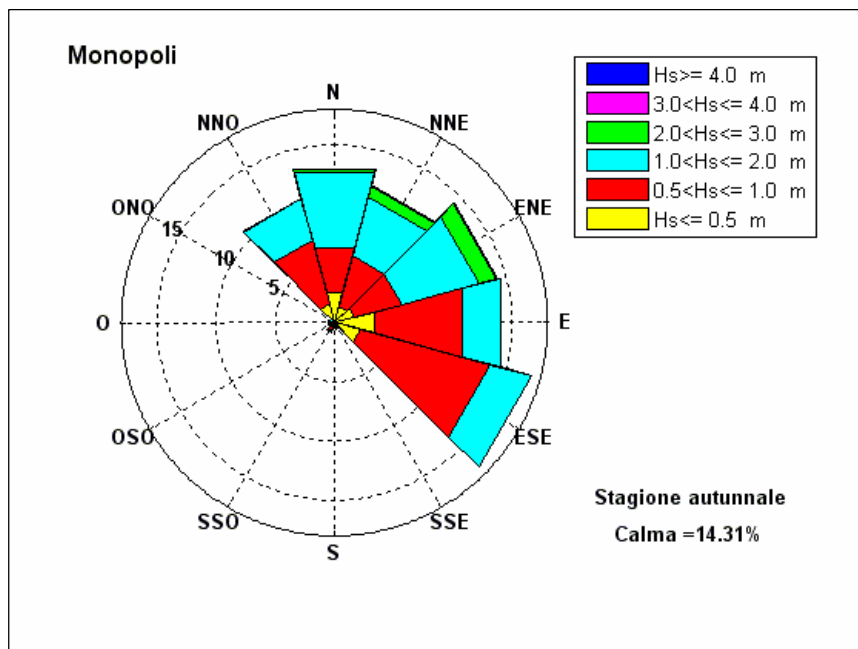 Monopoli
Hs>= 4.0 m
3.0<Hs<= 4.0 m
2.0<Hs<= 3.0 m
1.0<Hs<= 2.0 m
0.5<Hs<= 1.0 m
Hs<= 0.5 m
N
NNO
NNE
ONO
ENE
15
10
5
O
E
OSO
ESE
SSO
SSE
S
Stagione autunnale
Calma =14.31%